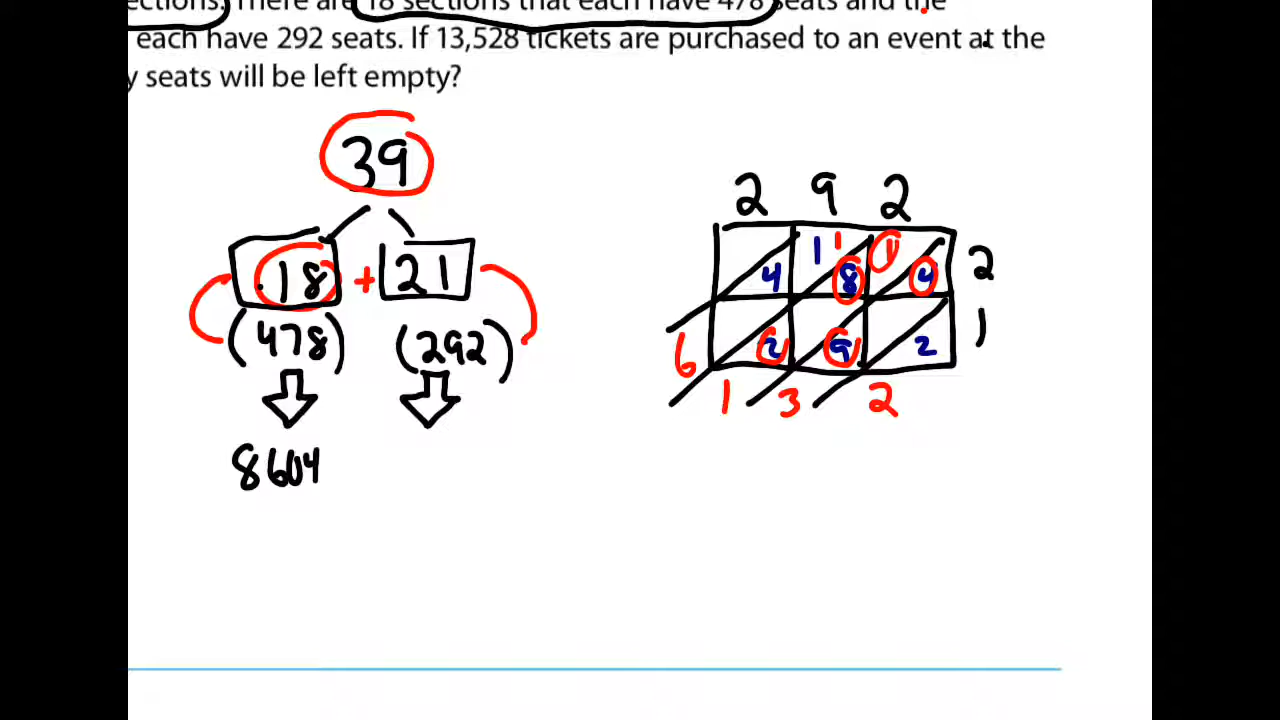 ections. There are 18 sections that each have 478 seats and the
each have 292 seats. If 13,528 tickets are purchased to an event at the
y seats will be left empty?
39
18 + 21
(478) (292)
8604
2 9 2
4 1 1 8 1 4 2
2 9 2 1
6 1 3 2